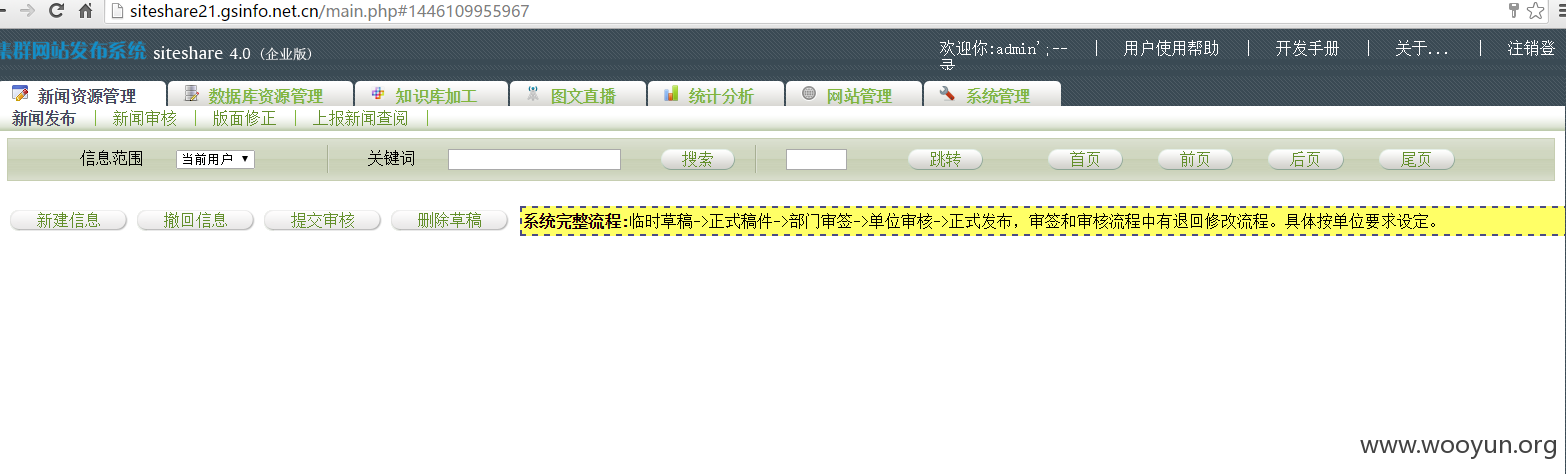 siteshare21.gsinfo.net.cn/main.php#1446109955967
集群网站发布系统 siteshare 4.0 (企业版)
欢迎你:admin';-- | 用户使用帮助 | 开发手册 | 关于... | 注销登
录
新闻资源管理 数据库资源管理 知识库加工 图文直播 统计分析 网站管理 系统管理
新闻发布 | 新闻审核 | 版面修正 | 上报新闻查阅 |
信息范围 当前用户 关键词 搜索 跳转 首页 前页 后页 尾页
新建信息 撤回信息 提交审核 删除草稿 系统完整流程:临时草稿->正式稿件->部门审签->单位审核->正式发布，审签和审核流程中有退回修改流程。具体按单位要求设定。
www.wooyun.org